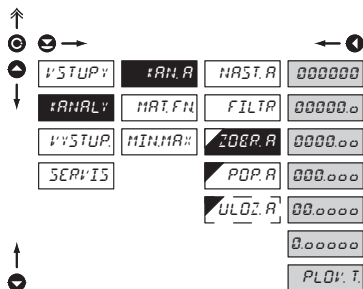 VSTUPY KAN. A NAST. A 000000
KANALY MAT. FN. FILTR 00000.0
VYSTUP. MIN.MAX ZOBR. A 0000.00
SERVIS POP. A 000.000
ULOZ. A 00.0000
0.00000
PLOV. T.